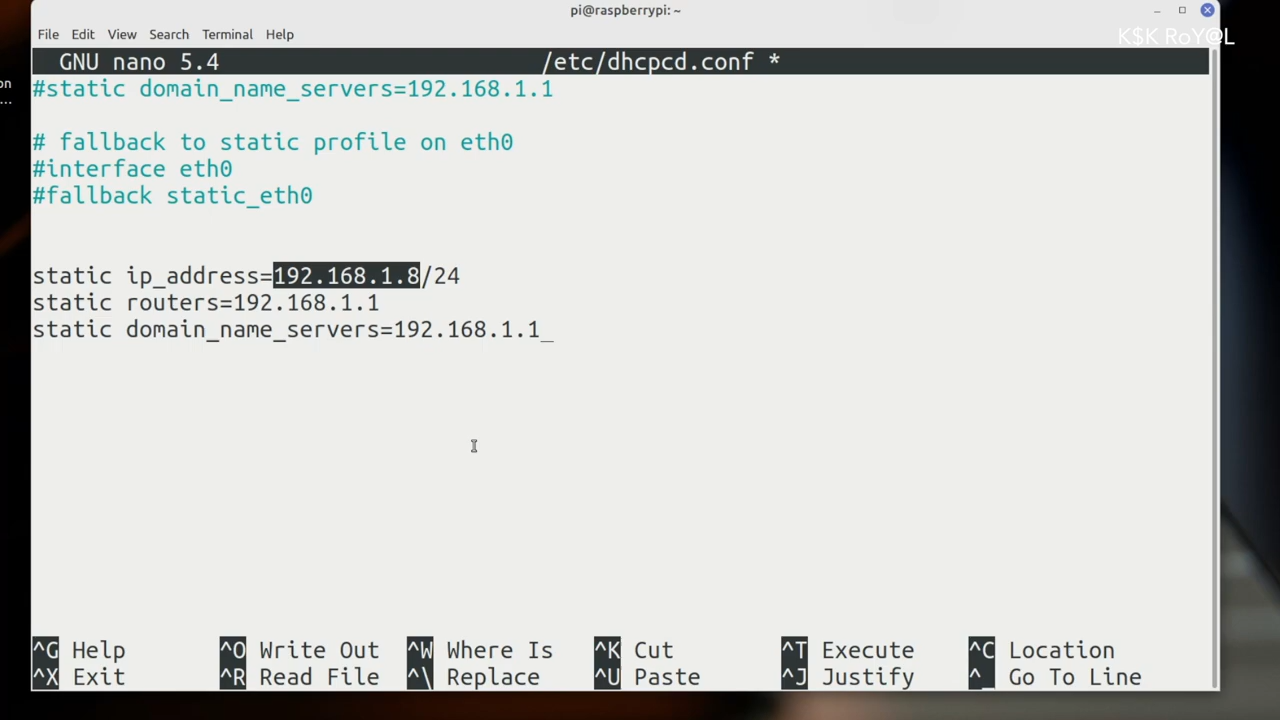 pi@raspberrypi: ~
K$K RoY@L
File Edit View Search Terminal Help
GNU nano 5.4 /etc/dhcpcd.conf *
on
...
#static domain_name_servers=192.168.1.1
# fallback to static profile on eth0
#interface eth0
#fallback static_eth0
static ip_address=192.168.1.8/24
static routers=192.168.1.1
static domain_name_servers=192.168.1.1_
^G Help ^O Write Out ^W Where Is ^K Cut ^T Execute ^C Location
^X Exit ^R Read File ^\ Replace ^U Paste ^J Justify ^_ Go To Line